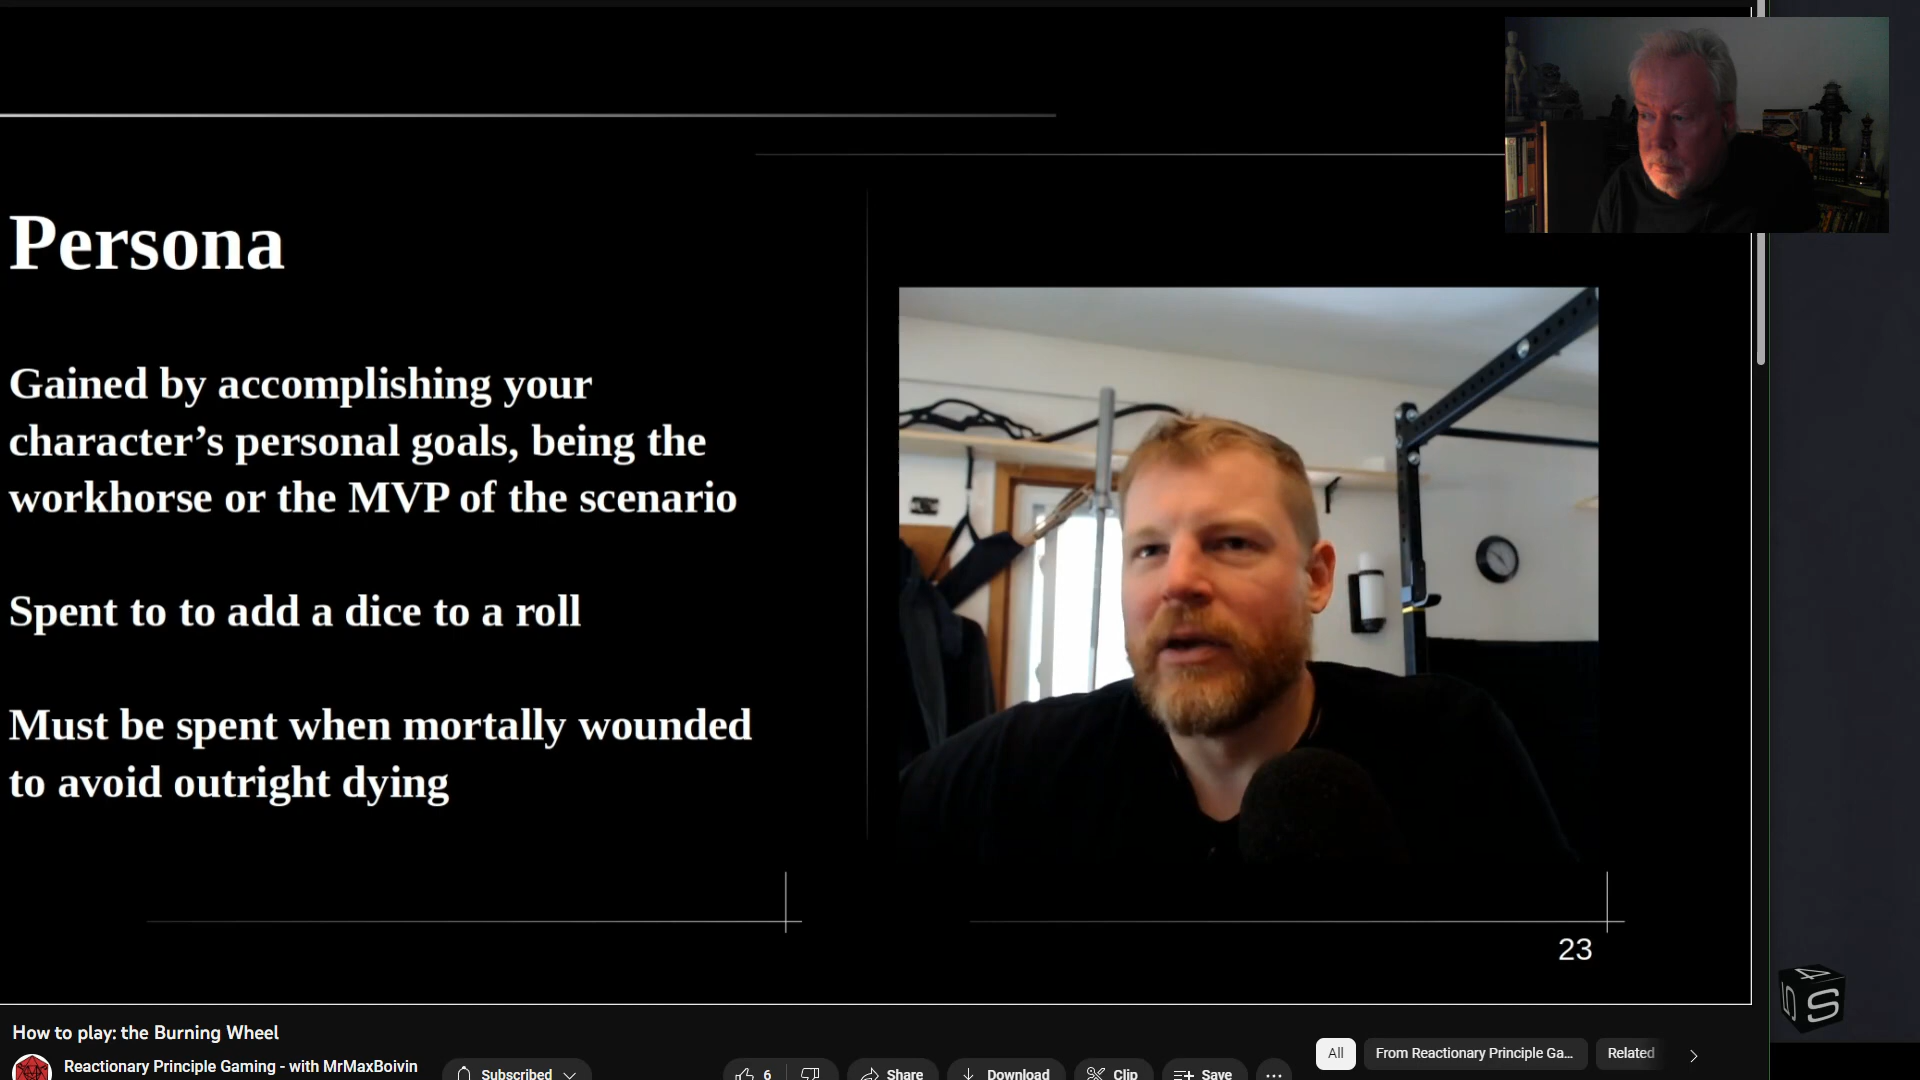 Persona
Gained by accomplishing your
character’s personal goals, being the
workhorse or the MVP of the scenario
Spent to to add a dice to a roll
Must be spent when mortally wounded
to avoid outright dying
23
4
5 S
How to play: the Burning Wheel
All
From Reactionary Principle Ga...
Related
Reactionary Principle Gaming - with MrMaxBoivin
Subscribed
6
Share
Download
Clip
Save